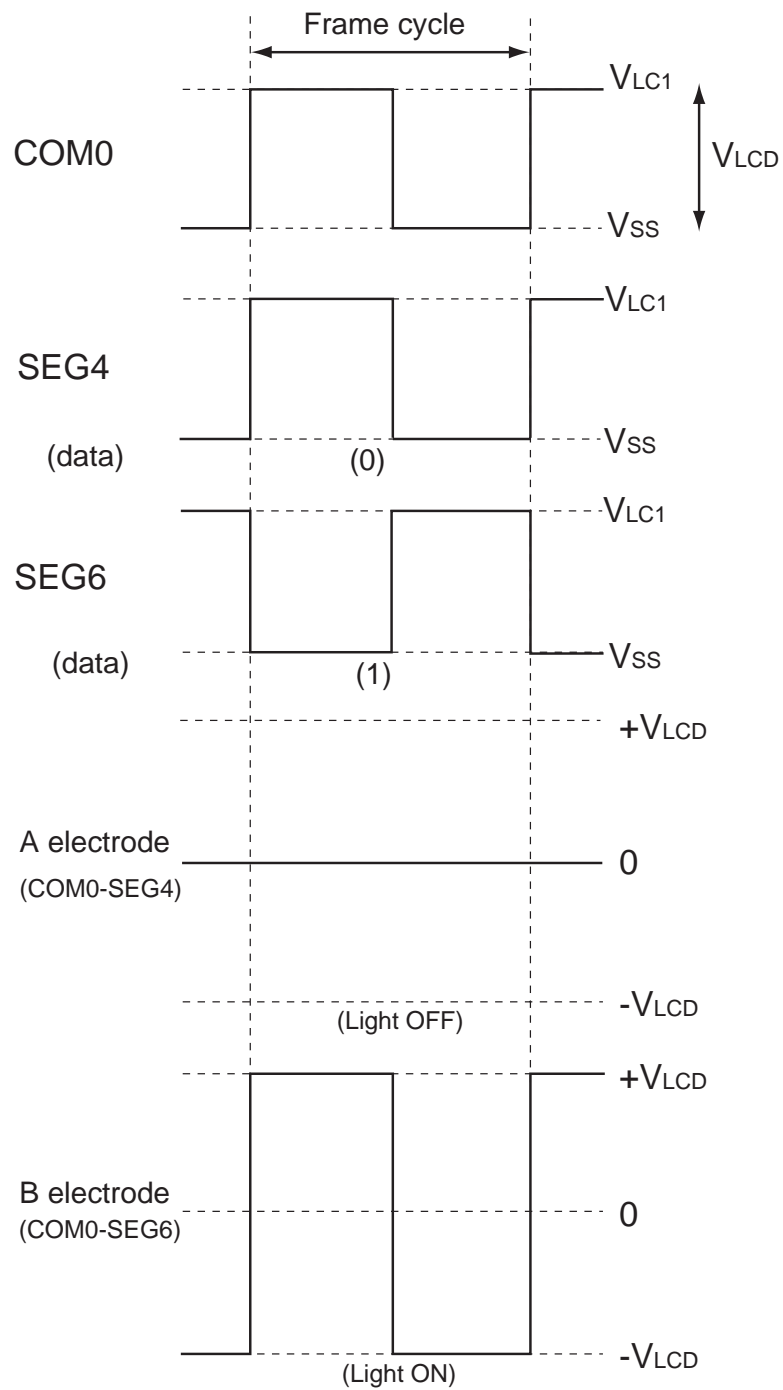 Frame cycle
VLC1
COM0
VLCD
VSS
VLC1
SEG4
VSS
(data)
(0)
VLC1
SEG6
VSS
(data)
(1)
+VLCD
A electrode
0
(COM0-SEG4)
-VLCD
(Light OFF)
+VLCD
B electrode
0
(COM0-SEG6)
-VLCD
(Light ON)